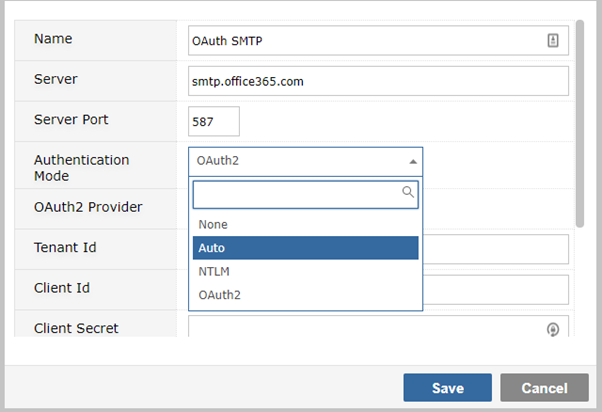 Name
OAuth SMTP
Server
smtp.office365.com
Server Port
587
Authentication
Mode
OAuth2
OAuth2 Provider
None
Auto
NTLM
OAuth2
Tenant Id
Client Id
Client Secret
Save
Cancel